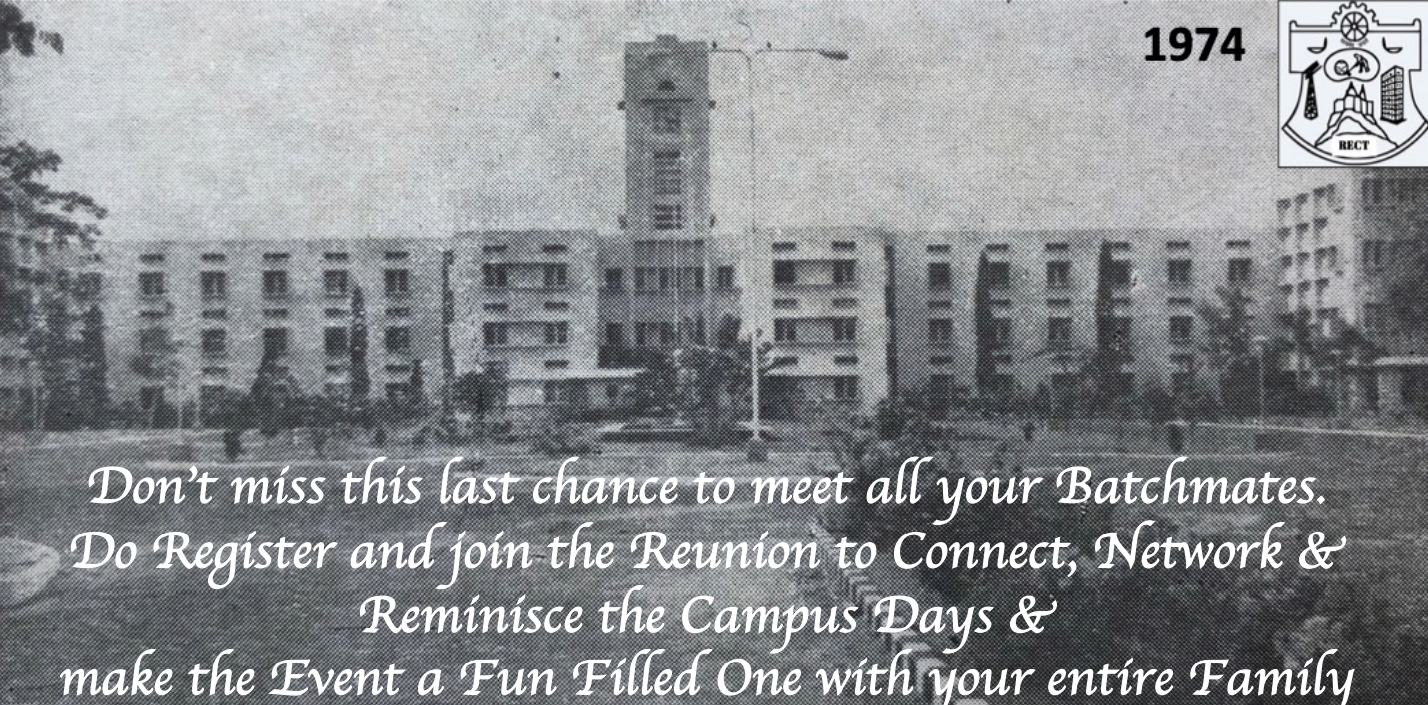 1974
RECT
Don't miss this last chance to meet all your Batchmates.
Do Register and join the Reunion to Connect, Network &
Reminisce the Campus Days &
make the Event a Fun Filled One with your entire Family